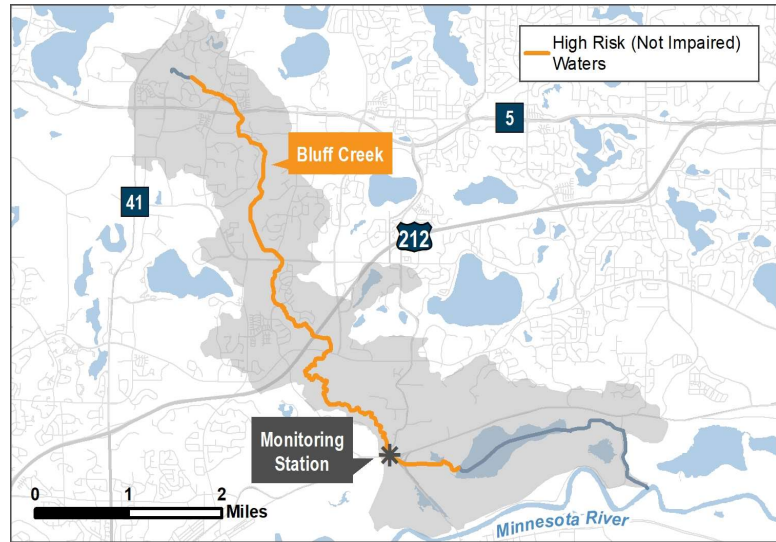 High Risk (Not Impaired)
Waters
5
Bluff Creek
41
212
Monitoring
Station
0 1 2
Miles
Minnesota River